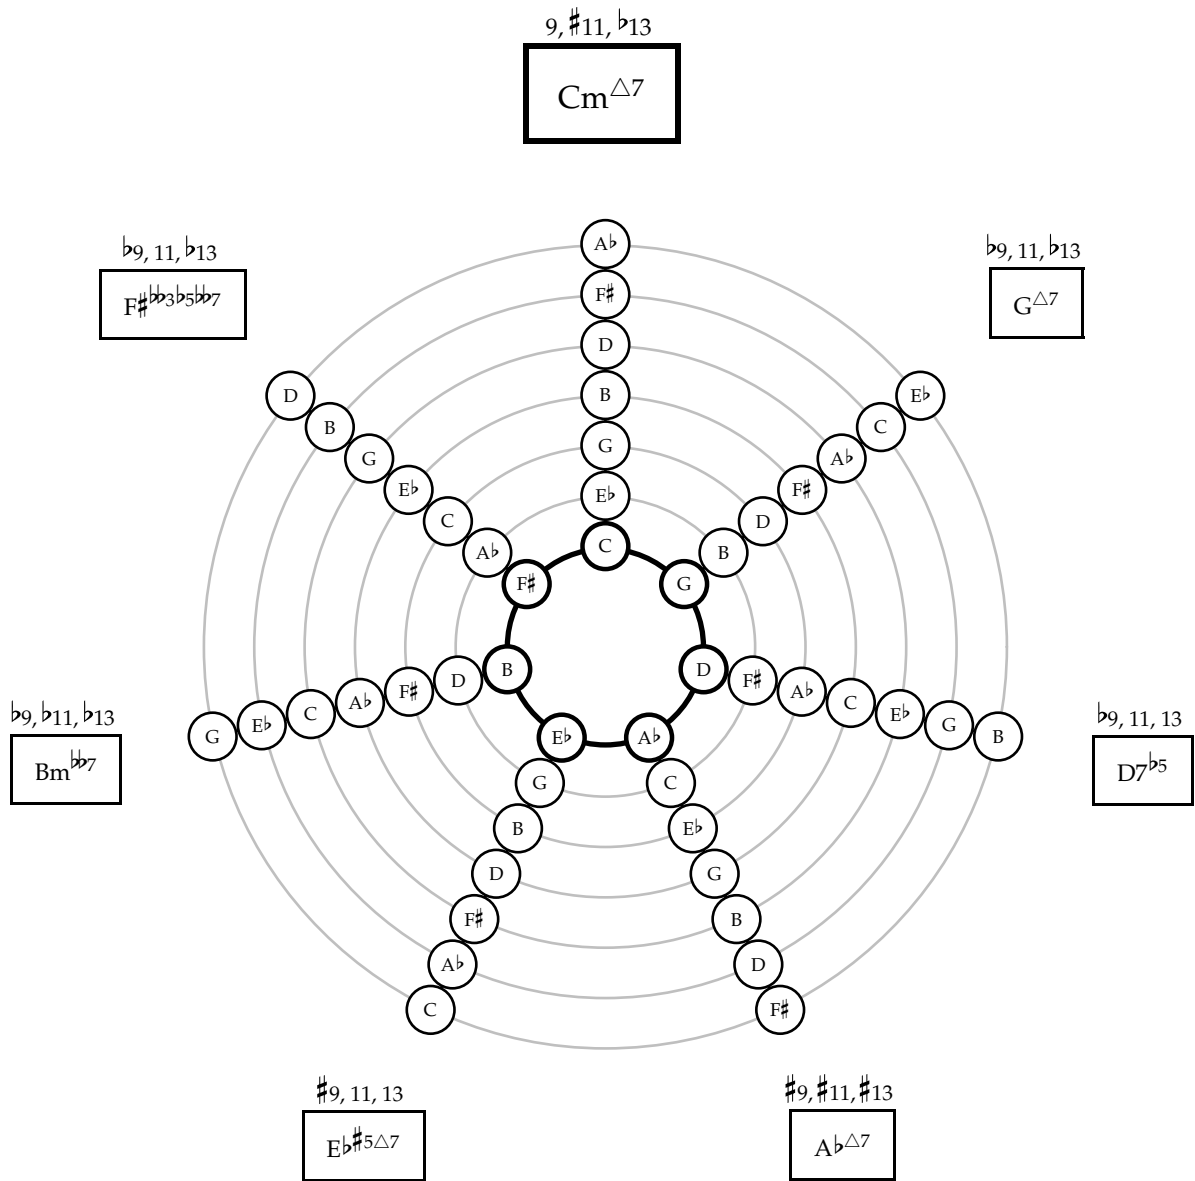 9, ♯11, ♭13
Cm△7
♭9, 11, ♭13
F♯♭♭3♭5♭♭7
♭9, 11, ♭13
G△7
A♭
F♯
D
B
G
E♭
C
D
B
G
E♭
C
A♭
F♯
E♭
C
A♭
F♯
D
B
G
G
E♭
C
A♭
F♯
D
B
D
F♯
A♭
C
E♭
G
B
♭9, ♭11, ♭13
Bm♭♭7
♭9, 11, 13
D7♭5
E♭
G
B
D
F♯
A♭
C
A♭
C
E♭
G
B
D
F♯
♯9, 11, 13
E♭♯5△7
♯9, ♯11, ♯13
A♭△7